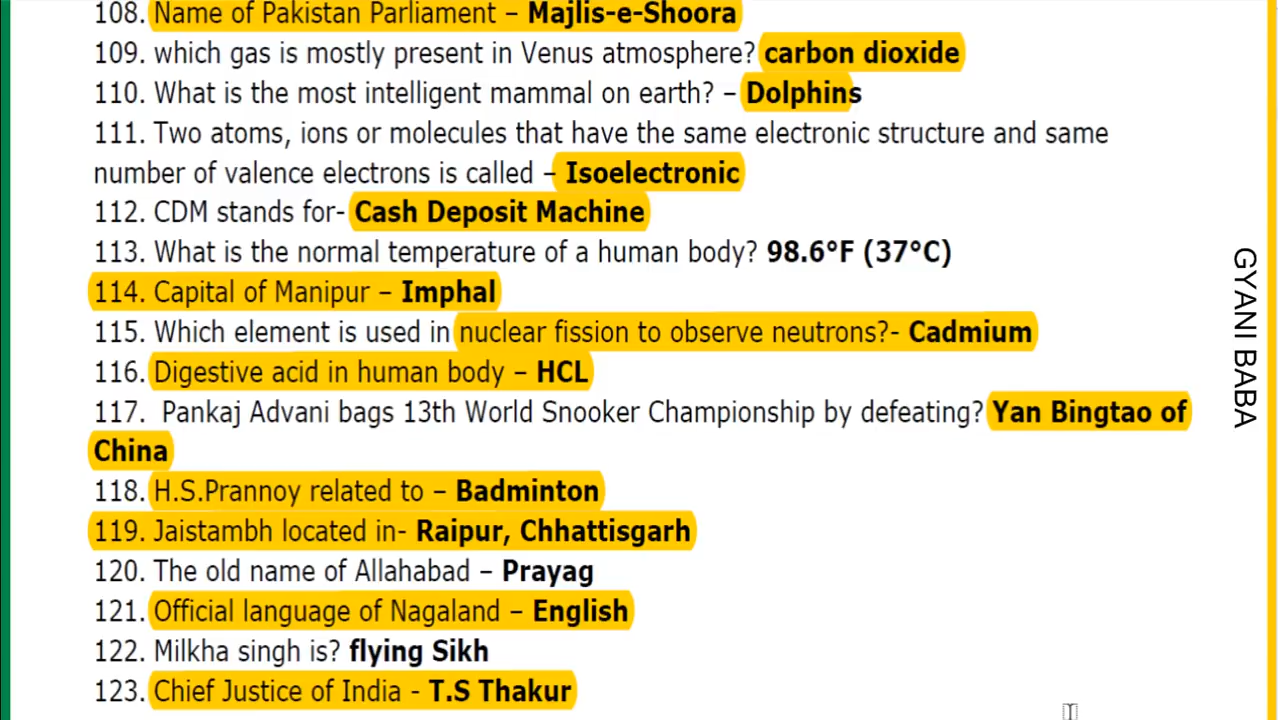 108. Name of Pakistan Parliament – Majlis-e-Shoora
109. which gas is mostly present in Venus atmosphere? carbon dioxide
110. What is the most intelligent mammal on earth? – Dolphins
111. Two atoms, ions or molecules that have the same electronic structure and same
number of valence electrons is called – Isoelectronic
112. CDM stands for- Cash Deposit Machine
113. What is the normal temperature of a human body? 98.6°F (37°C)
114. Capital of Manipur – Imphal
115. Which element is used in nuclear fission to observe neutrons?- Cadmium
116. Digestive acid in human body – HCL
117. Pankaj Advani bags 13th World Snooker Championship by defeating? Yan Bingtao of
China
118. H.S.Prannoy related to – Badminton
119. Jaistambh located in- Raipur, Chhattisgarh
120. The old name of Allahabad – Prayag
121. Official language of Nagaland – English
122. Milkha singh is? flying Sikh
123. Chief Justice of India - T.S Thakur
GYANI BABA